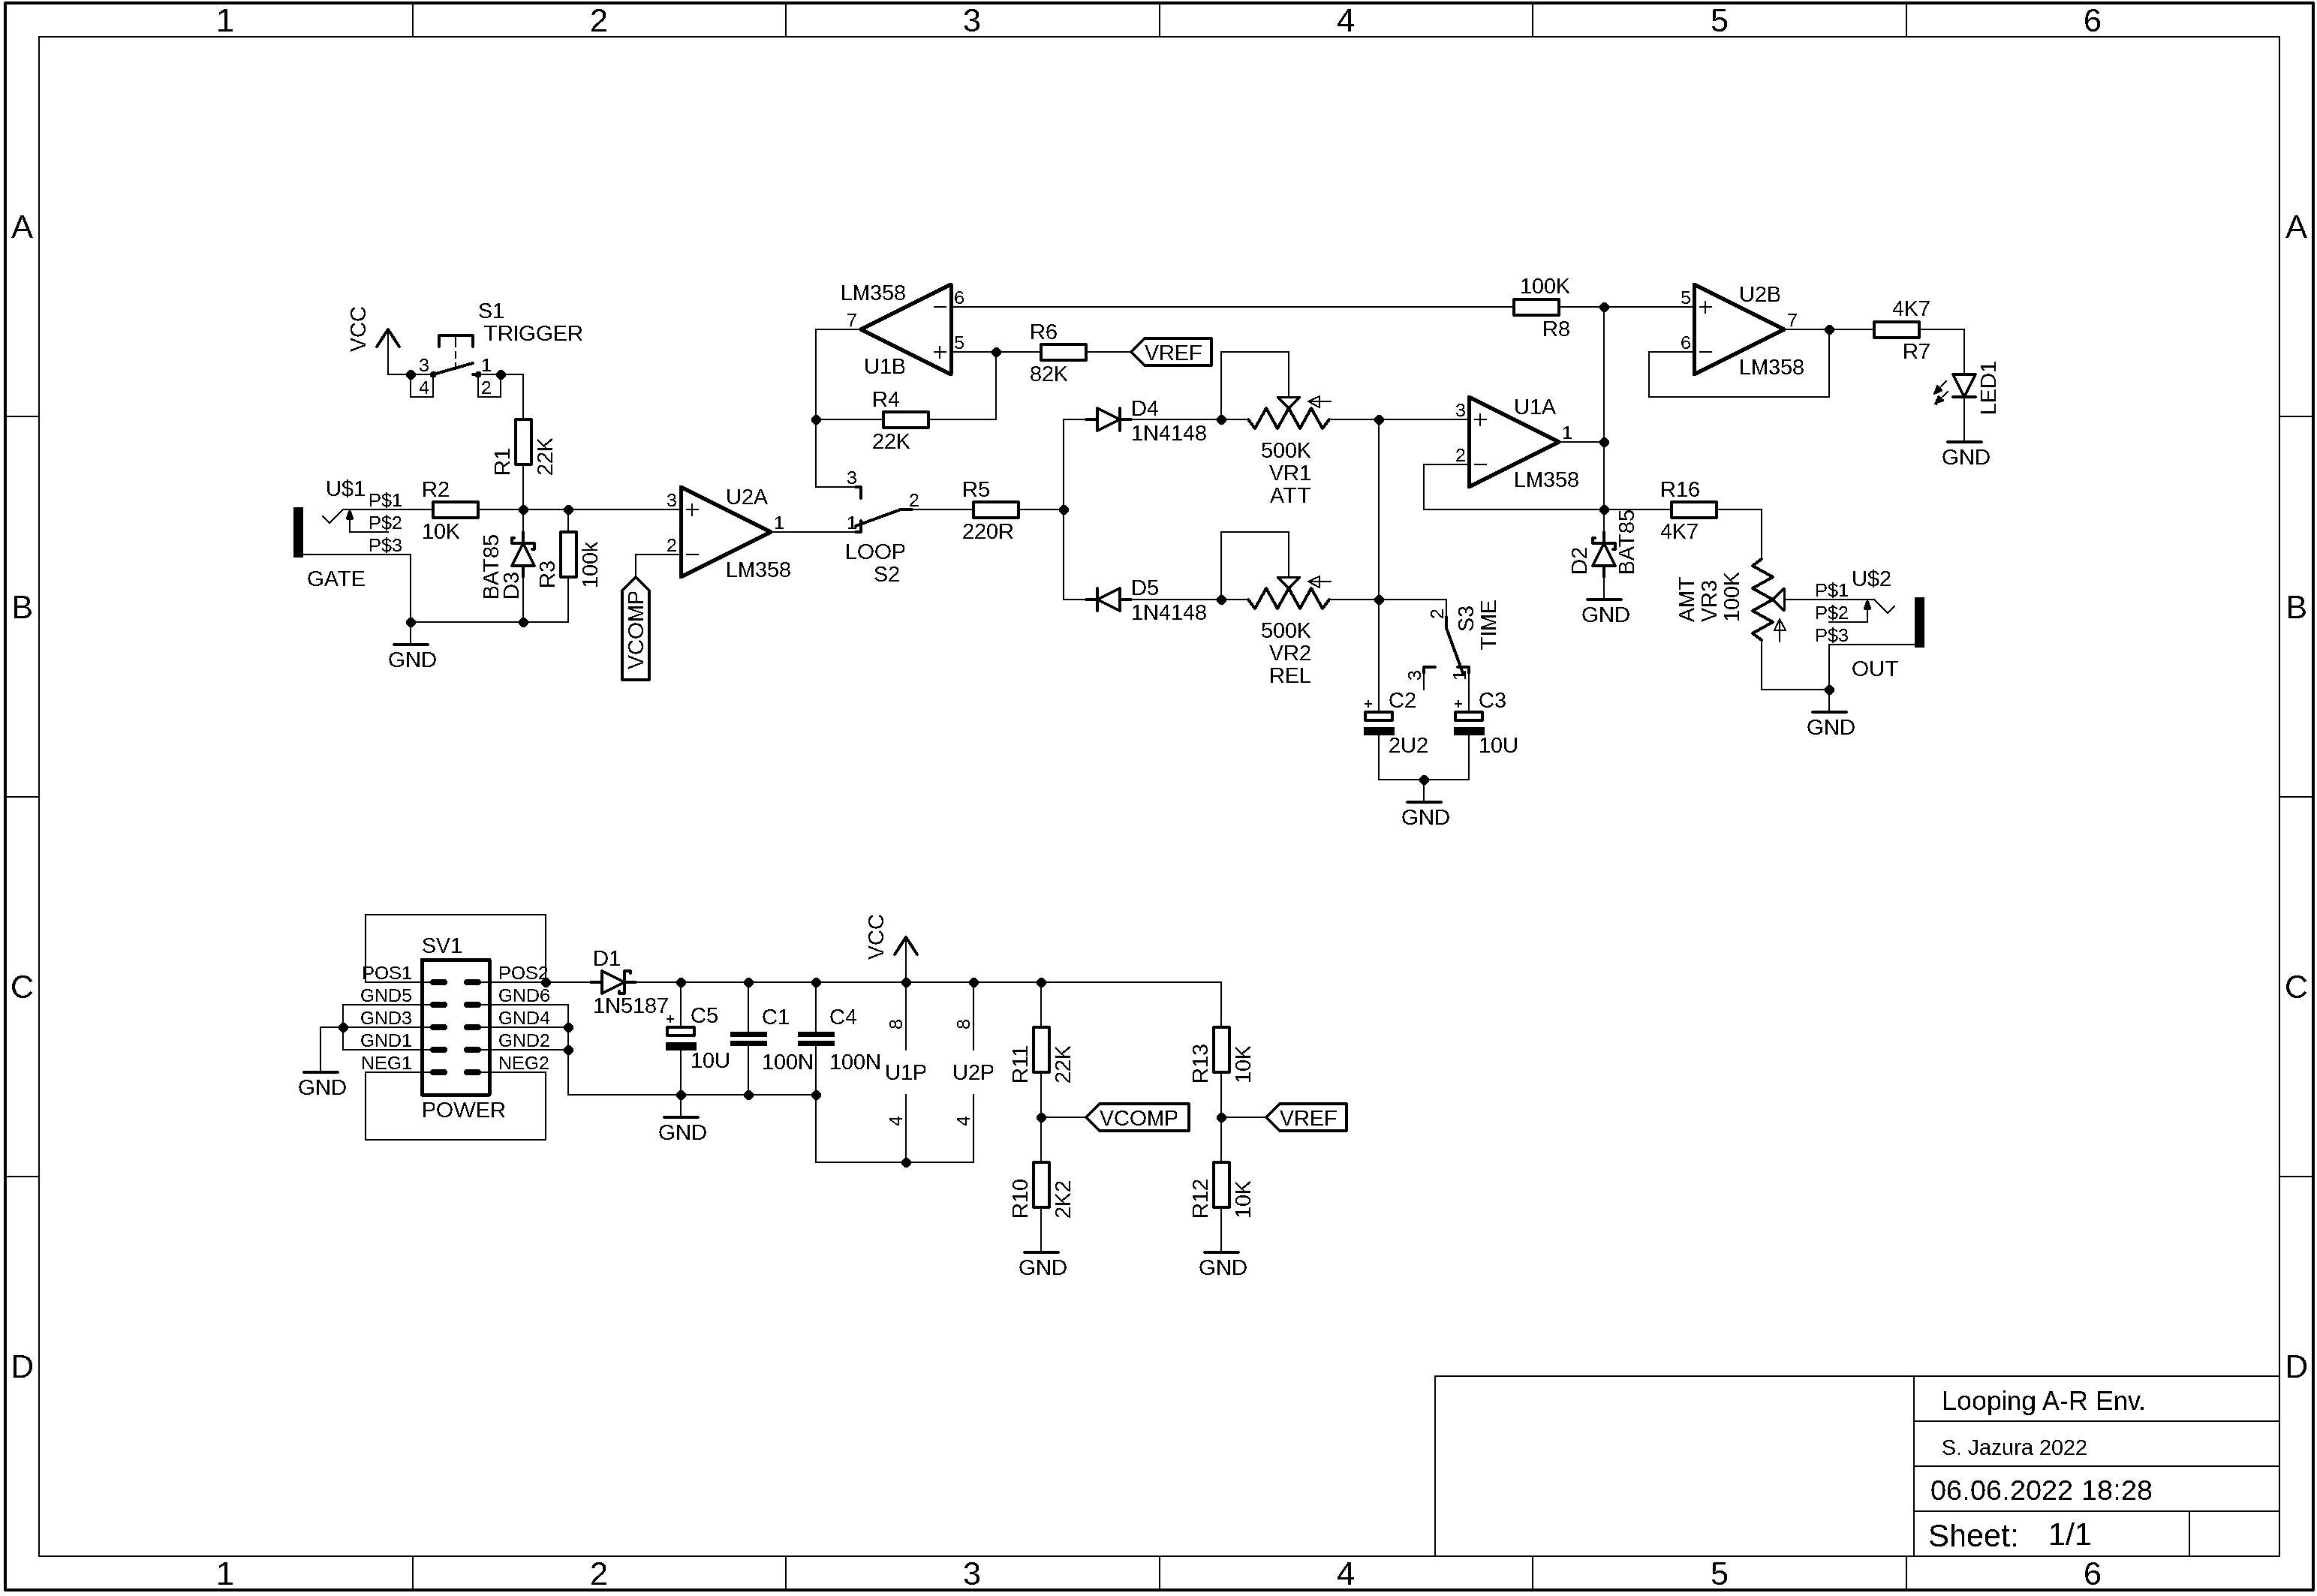 1 2 3 4 5 6
A A
S1
TRIGGER
VCC
3 1
4 2
R1
22K
U$1
P$1
P$2
P$3
GATE
R2
10K
BAT85
D3
R3
100k
GND
3
+
2
−
1
U2A
LM358
VCOMP
LM358
7
6
−
5
+
U1B
R6
82K
VREF
R4
22K
3
1
2
LOOP
S2
R5
220R
D4
1N4148
D5
1N4148
500K
VR1
ATT
500K
VR2
REL
100K
R8
3
+
2
−
1
U1A
LM358
5
+
6
−
7
U2B
LM358
4K7
R7
LED1
GND
2
S3
TIME
3
1
+
C2
2U2
+
C3
10U
GND
D2
BAT85
GND
R16
4K7
AMT
VR3
100K
U$2
P$1
P$2
P$3
OUT
GND
B B
SV1
POS1 POS2
GND5 GND6
GND3 GND4
GND1 GND2
NEG1 NEG2
POWER
GND
D1
1N5187
+
C5
10U
C1
100N
C4
100N
GND
VCC
8
U1P
4
8
U2P
4
R11
22K
VCOMP
R10
2K2
GND
R13
10K
VREF
R12
10K
GND
C C
D D
Looping A-R Env.
S. Jazura 2022
06.06.2022 18:28
Sheet: 1/1
1 2 3 4 5 6